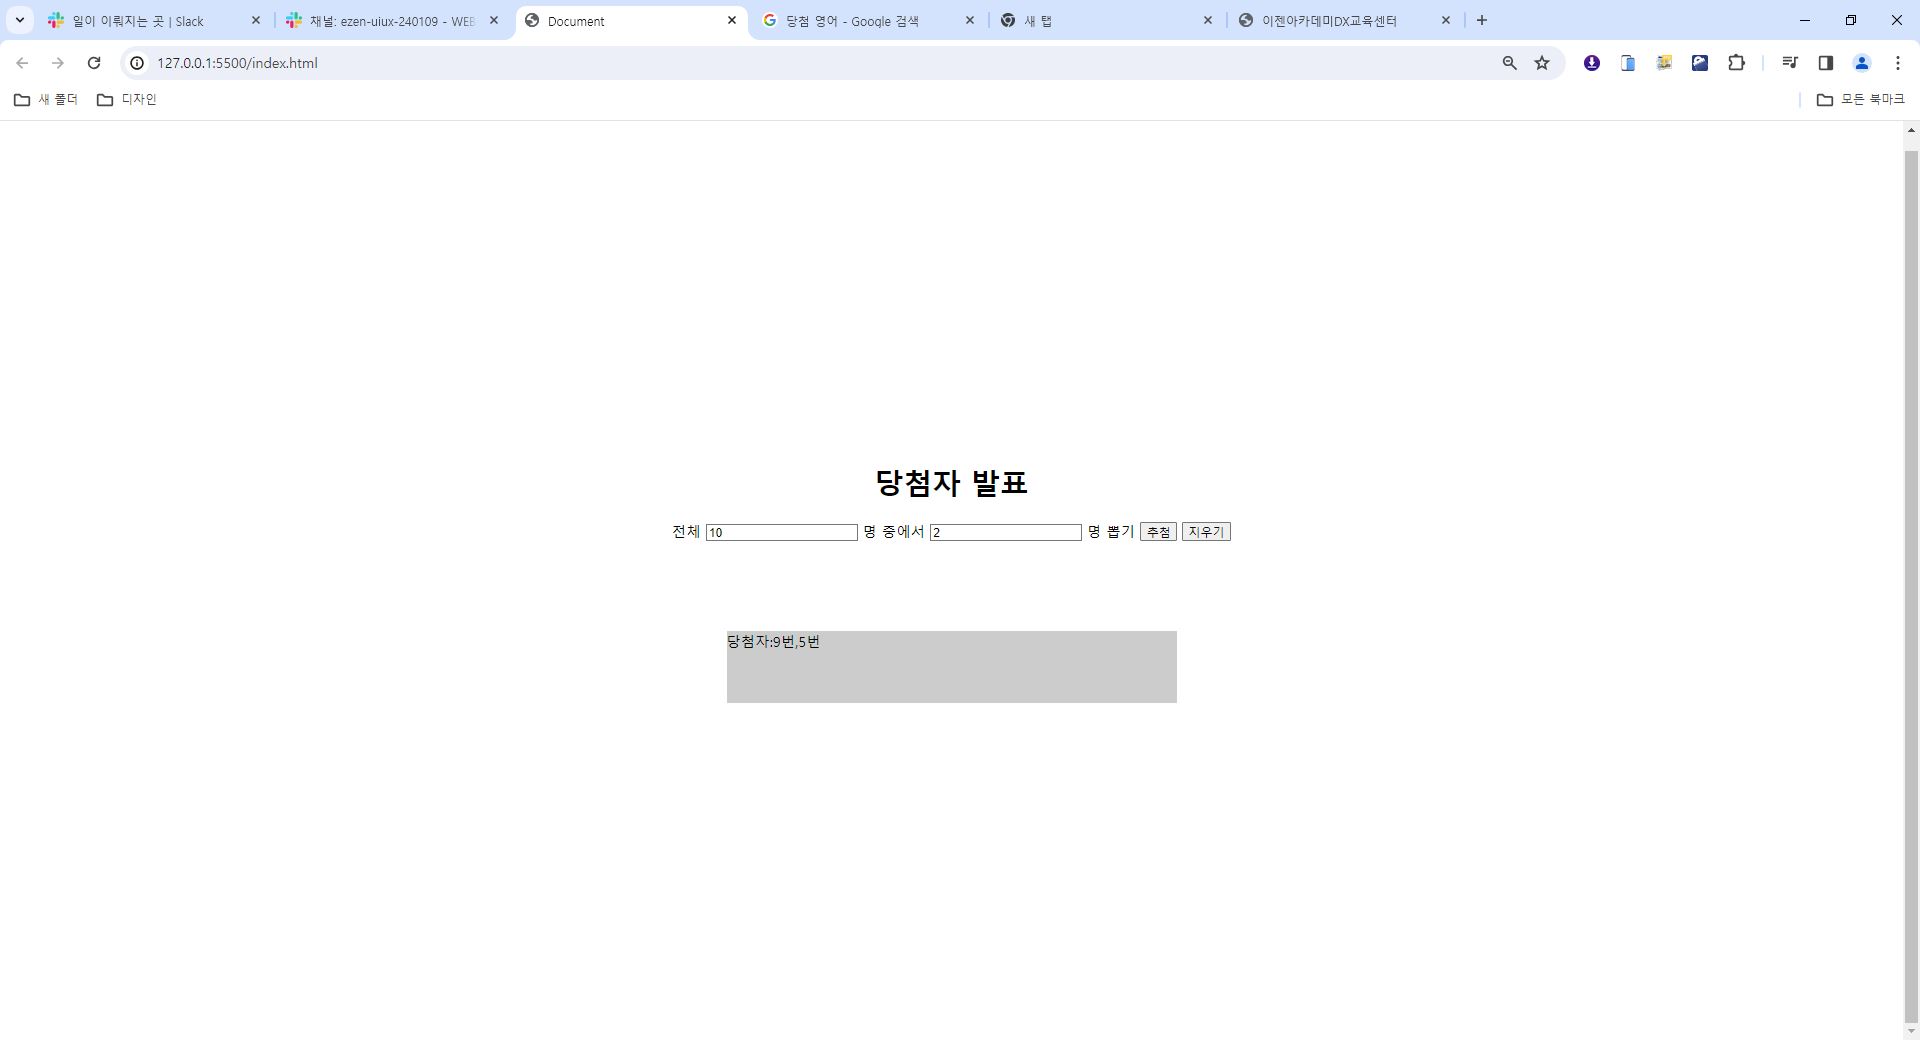 일이 이뤄지는 곳 | Slack
채널: ezen-uiux-240109 - WEB
Document
당첨 영어 - Google 검색
새 탭
이젠아카데미DX교육센터
127.0.0.1:5500/index.html
새 폴더
디자인
모든 북마크
당첨자 발표
전체 10 명 중에서 2 명 뽑기 추첨 지우기
당첨자:9번,5번